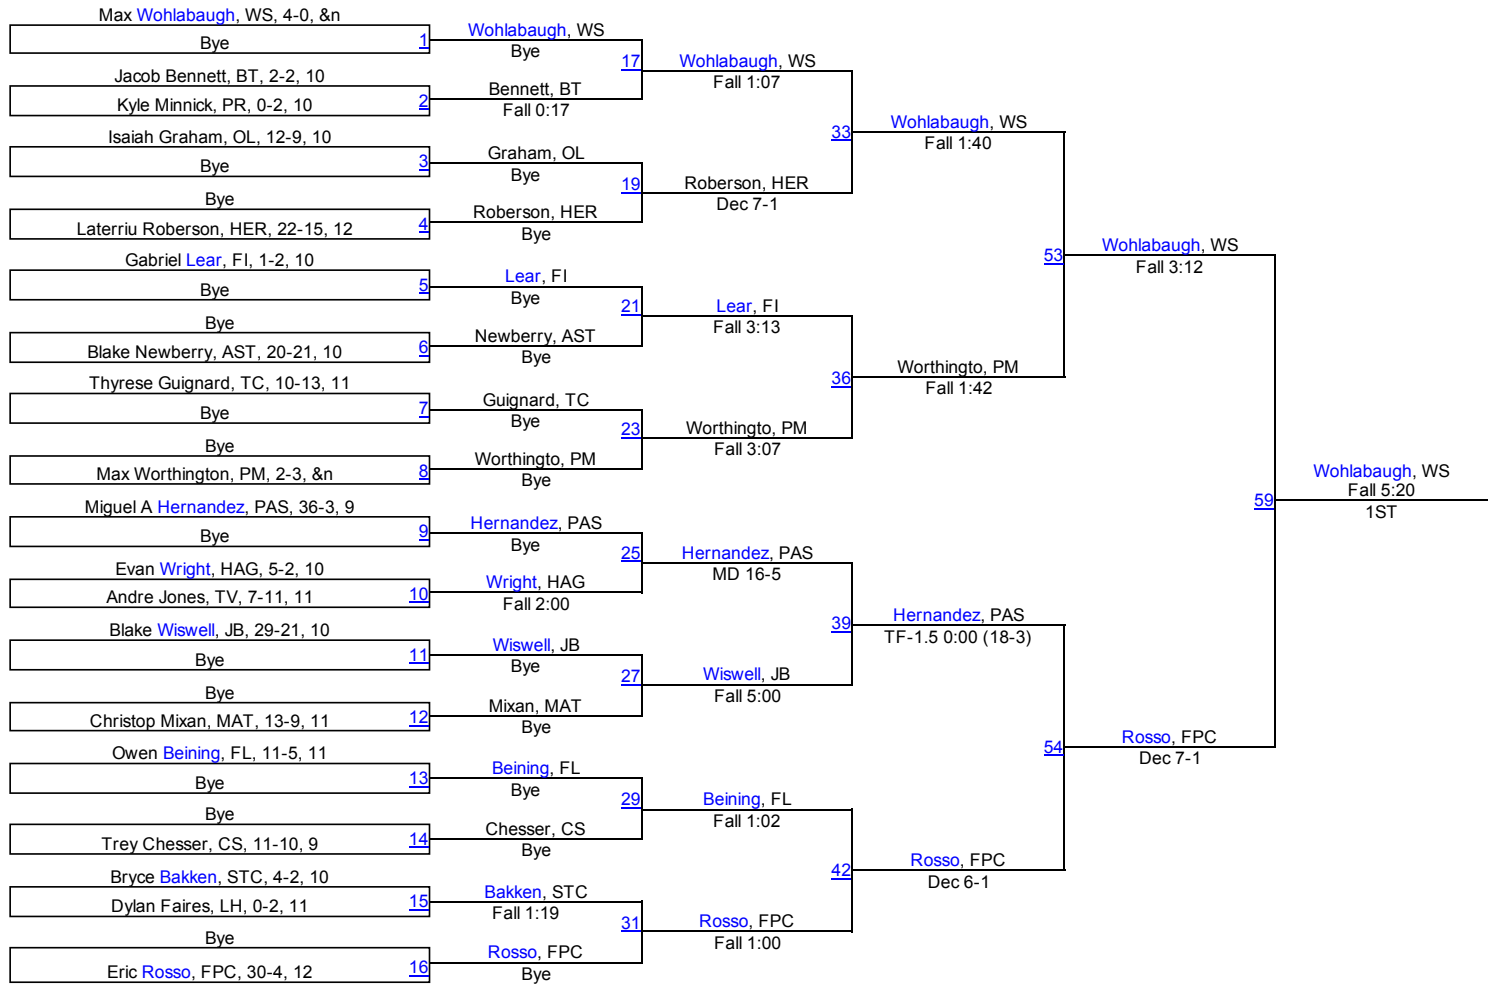 Max Wohlabaugh, WS, 4-0, &n
Bye
1
Jacob Bennett, BT, 2-2, 10
Kyle Minnick, PR, 0-2, 10
2
Isaiah Graham, OL, 12-9, 10
Bye
3
Bye
Laterriu Roberson, HER, 22-15, 12
4
Gabriel Lear, FI, 1-2, 10
Bye
5
Bye
Blake Newberry, AST, 20-21, 10
6
Thyrese Guignard, TC, 10-13, 11
Bye
7
Bye
Max Worthington, PM, 2-3, &n
8
Miguel A Hernandez, PAS, 36-3, 9
Bye
9
Evan Wright, HAG, 5-2, 10
Andre Jones, TV, 7-11, 11
10
Blake Wiswell, JB, 29-21, 10
Bye
11
Bye
Christop Mixan, MAT, 13-9, 11
12
Owen Beining, FL, 11-5, 11
Bye
13
Bye
Trey Chesser, CS, 11-10, 9
14
Bryce Bakken, STC, 4-2, 10
Dylan Faires, LH, 0-2, 11
15
Bye
Eric Rosso, FPC, 30-4, 12
16
Wohlabaugh, WS
Bye
17
Bennett, BT
Fall 0:17
Graham, OL
Bye
19
Roberson, HER
Bye
Lear, FI
Bye
21
Newberry, AST
Bye
Guignard, TC
Bye
23
Worthingto, PM
Bye
Hernandez, PAS
Bye
25
Wright, HAG
Fall 2:00
Wiswell, JB
Bye
27
Mixan, MAT
Bye
Beining, FL
Bye
29
Chesser, CS
Bye
Bakken, STC
Fall 1:19
31
Rosso, FPC
Bye
Wohlabaugh, WS
Fall 1:07
33
Roberson, HER
Dec 7-1
Lear, FI
Fall 3:13
36
Worthingto, PM
Fall 3:07
Hernandez, PAS
MD 16-5
39
Wiswell, JB
Fall 5:00
Beining, FL
Fall 1:02
42
Rosso, FPC
Fall 1:00
Wohlabaugh, WS
Fall 1:40
53
Worthingto, PM
Fall 1:42
Hernandez, PAS
TF-1.5 0:00 (18-3)
54
Rosso, FPC
Dec 6-1
Wohlabaugh, WS
Fall 3:12
59
Rosso, FPC
Dec 7-1
Wohlabaugh, WS
Fall 5:20
1ST